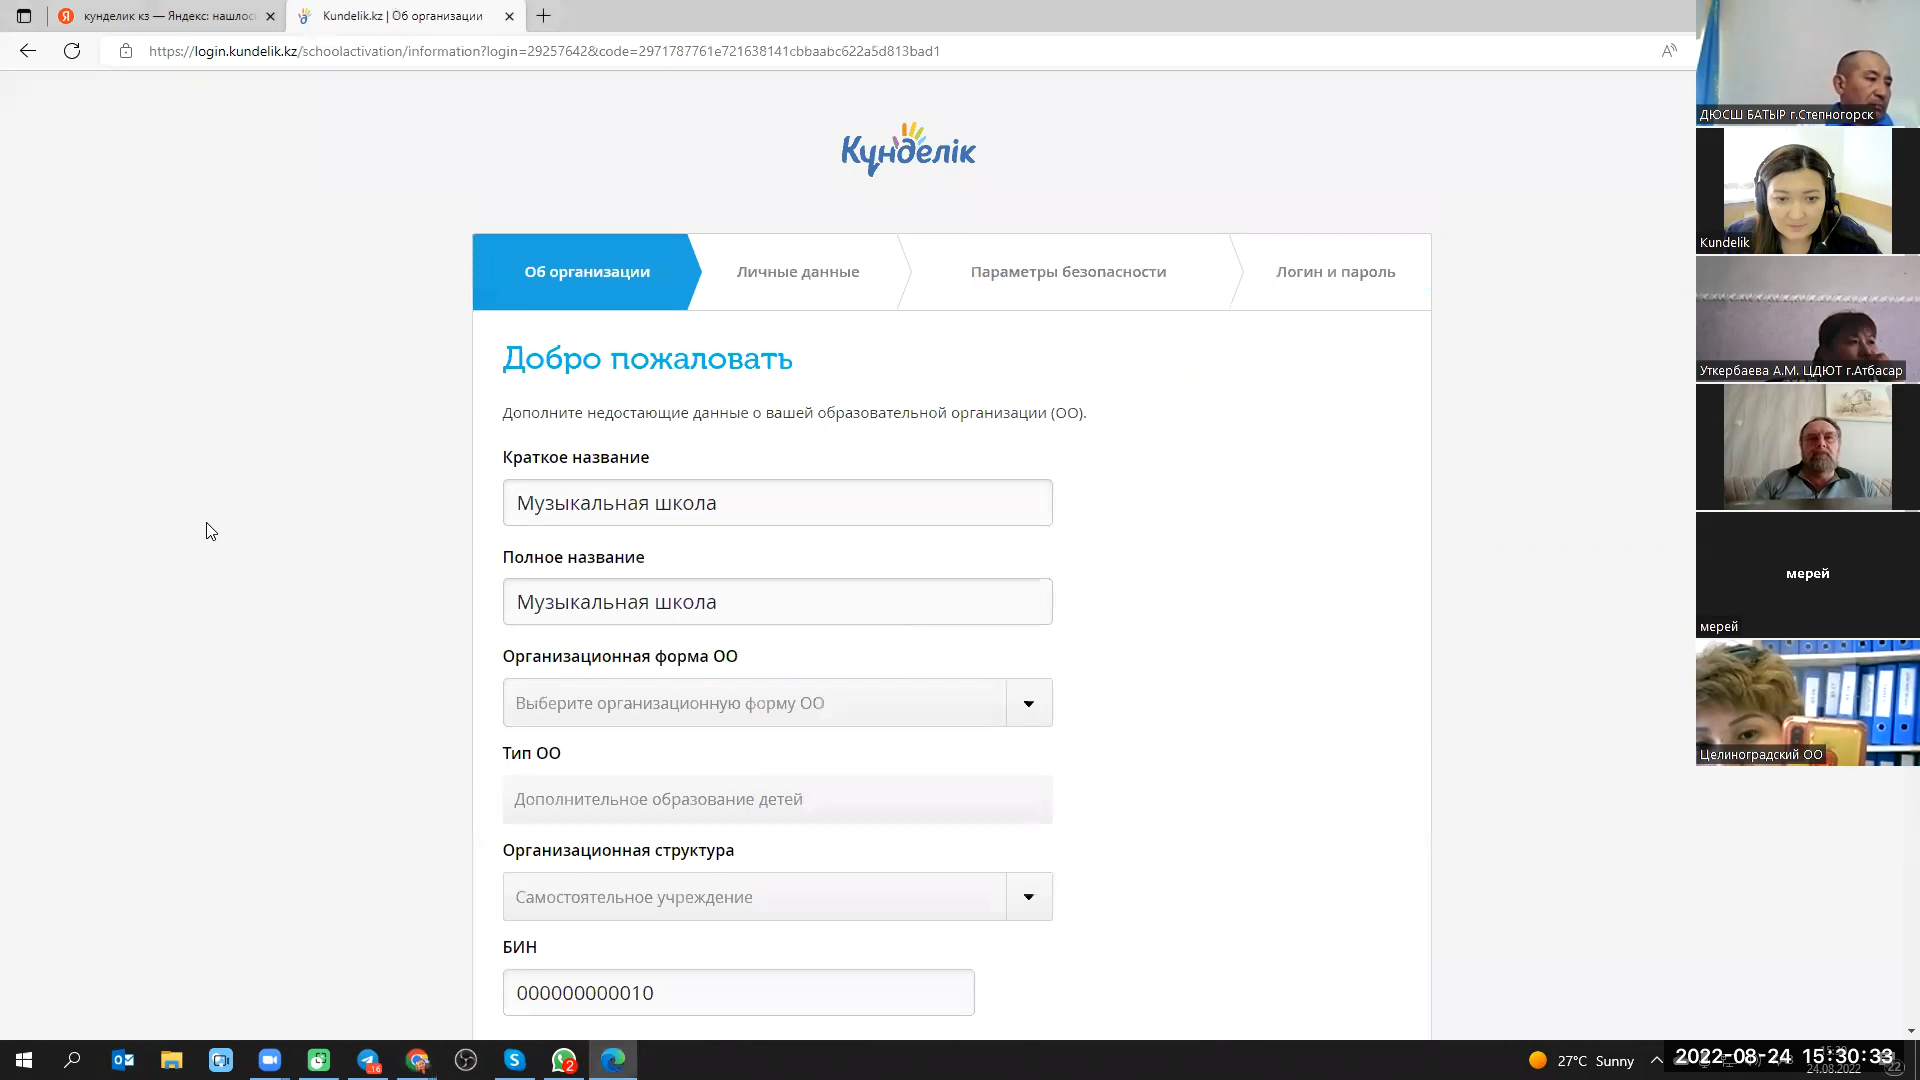 кунделик кз — Яндекс: нашлос
Kundelik.kz | Об организации
https://login.kundelik.kz/schoolactivation/information?login=29257642&code=2971787761e721638141cbbaabc622a5d813bad1
Күнделік
Об организации
Личные данные
Параметры безопасности
Логин и пароль
Добро пожаловать
Дополните недостающие данные о вашей образовательной организации (ОО).
Краткое название
Музыкальная школа
Полное название
Музыкальная школа
Организационная форма ОО
Выберите организационную форму ОО
Тип ОО
Дополнительное образование детей
Организационная структура
Самостоятельное учреждение
БИН
000000000010
ДЮСШ БАТЫР г.Степногорск
Kundelik
Уткербаева А.М. ЦДЮТ г.Атбасар
мерей
мерей
Целиноградский ОО
27°C Sunny
2022-08-24 15:30:33
24.08.2022
22